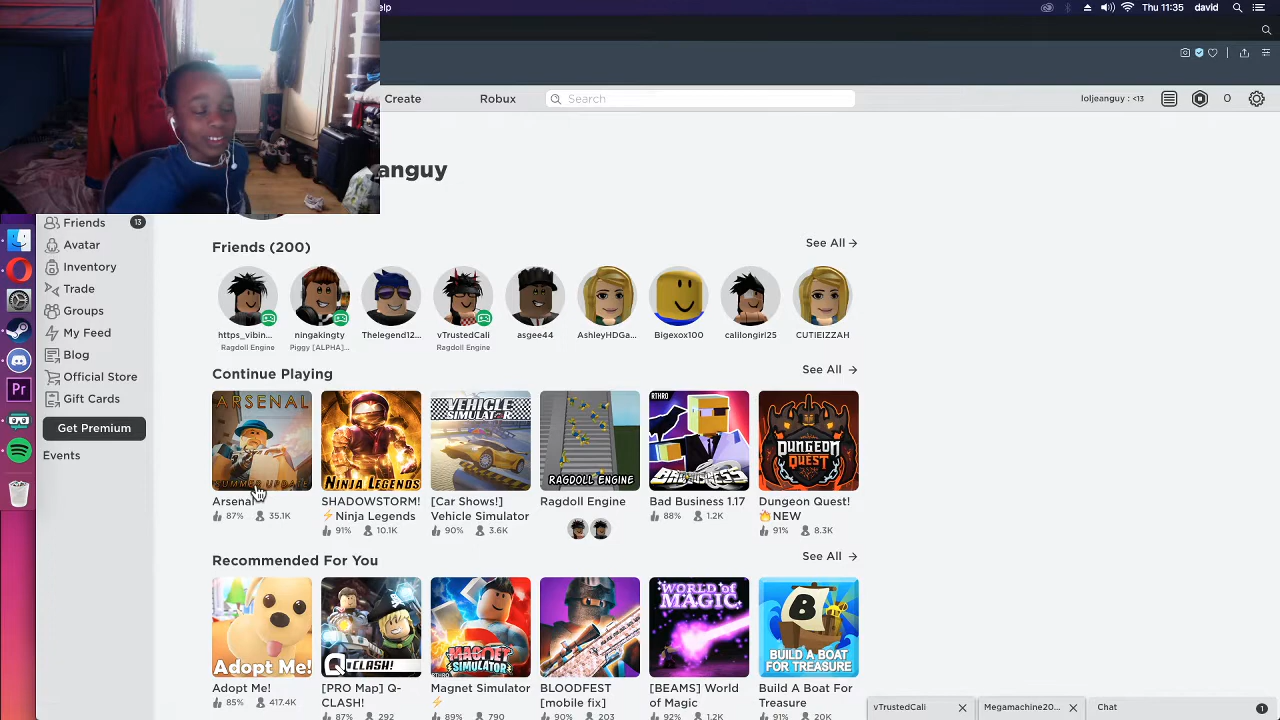 elp
Thu 11:35
david
Create
Robux
Search
loljeanguy : <13
0
anguy
Friends
13
Avatar
Inventory
Trade
Groups
My Feed
Blog
Official Store
Gift Cards
Get Premium
Events
Friends (200)
See All
https_vibin...
Ragdoll Engine
ningakingty
Piggy [ALPHA]...
Thelegend12...
vTrustedCali
Ragdoll Engine
asgee44
AshleyHDGa...
Bigexox100
calilongirl25
CUTIEIZZAH
Continue Playing
See All
ARSENAL
SUMMER UPDATE
Arsenal
87%
35.1K
NINJA LEGENDS
SHADOWSTORM!
⚡Ninja Legends
91%
10.1K
VEHICLE
SIMULATOR
[Car Shows!]
Vehicle Simulator
90%
3.6K
RAGDOLL ENGINE
Ragdoll Engine
RTHRO
BAD BUSINESS
Bad Business 1.17
88%
1.2K
RTHRO
DUNGEON
QUEST
Dungeon Quest!
🔥NEW
91%
8.3K
Recommended For You
See All
Adopt Me!
Adopt Me!
85%
417.4K
Q-CLASH!
[PRO Map] Q-
CLASH!
87%
292
MAGNET
SIMULATOR
Magnet Simulator
⚡
89%
790
BLOODFEST
[mobile fix]
90%
203
WORLD OF
MAGIC
[BEAMS] World
of Magic
92%
1.2K
B
BUILD A BOAT
FOR TREASURE
Build A Boat For
Treasure
91%
20K
vTrustedCali
Megamachine20...
Chat
1
Pr